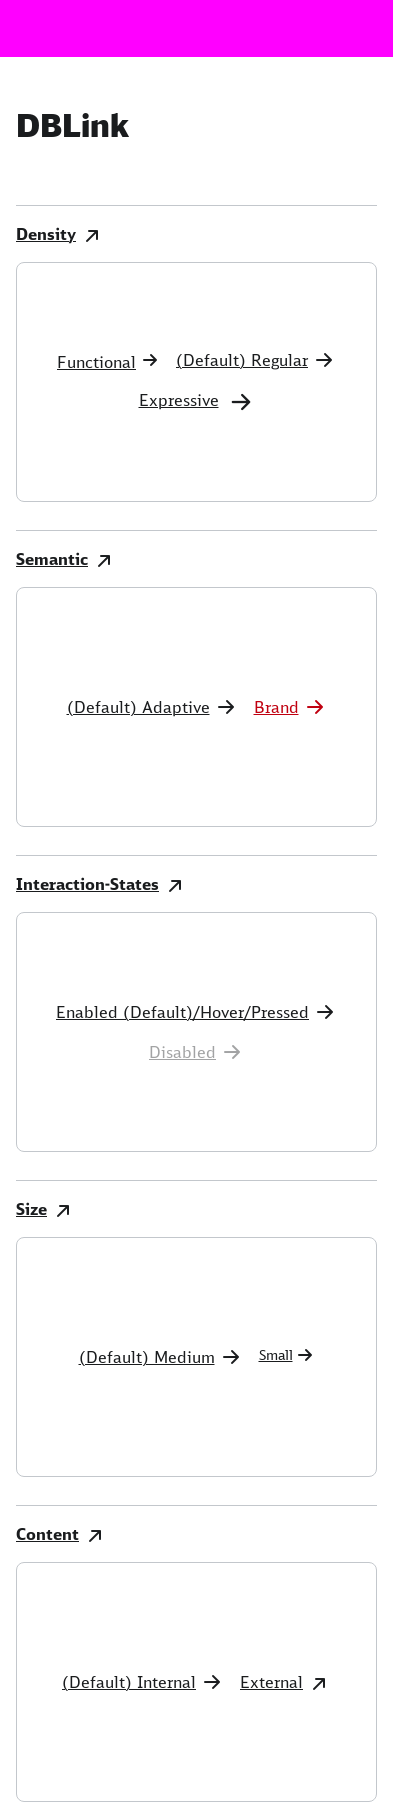 DBLink
Density
Functional (Default) Regular
Expressive
Semantic
(Default) Adaptive Brand
Interaction-States
Enabled (Default)/Hover/Pressed
Disabled
Size
(Default) Medium Small
Content
(Default) Internal External